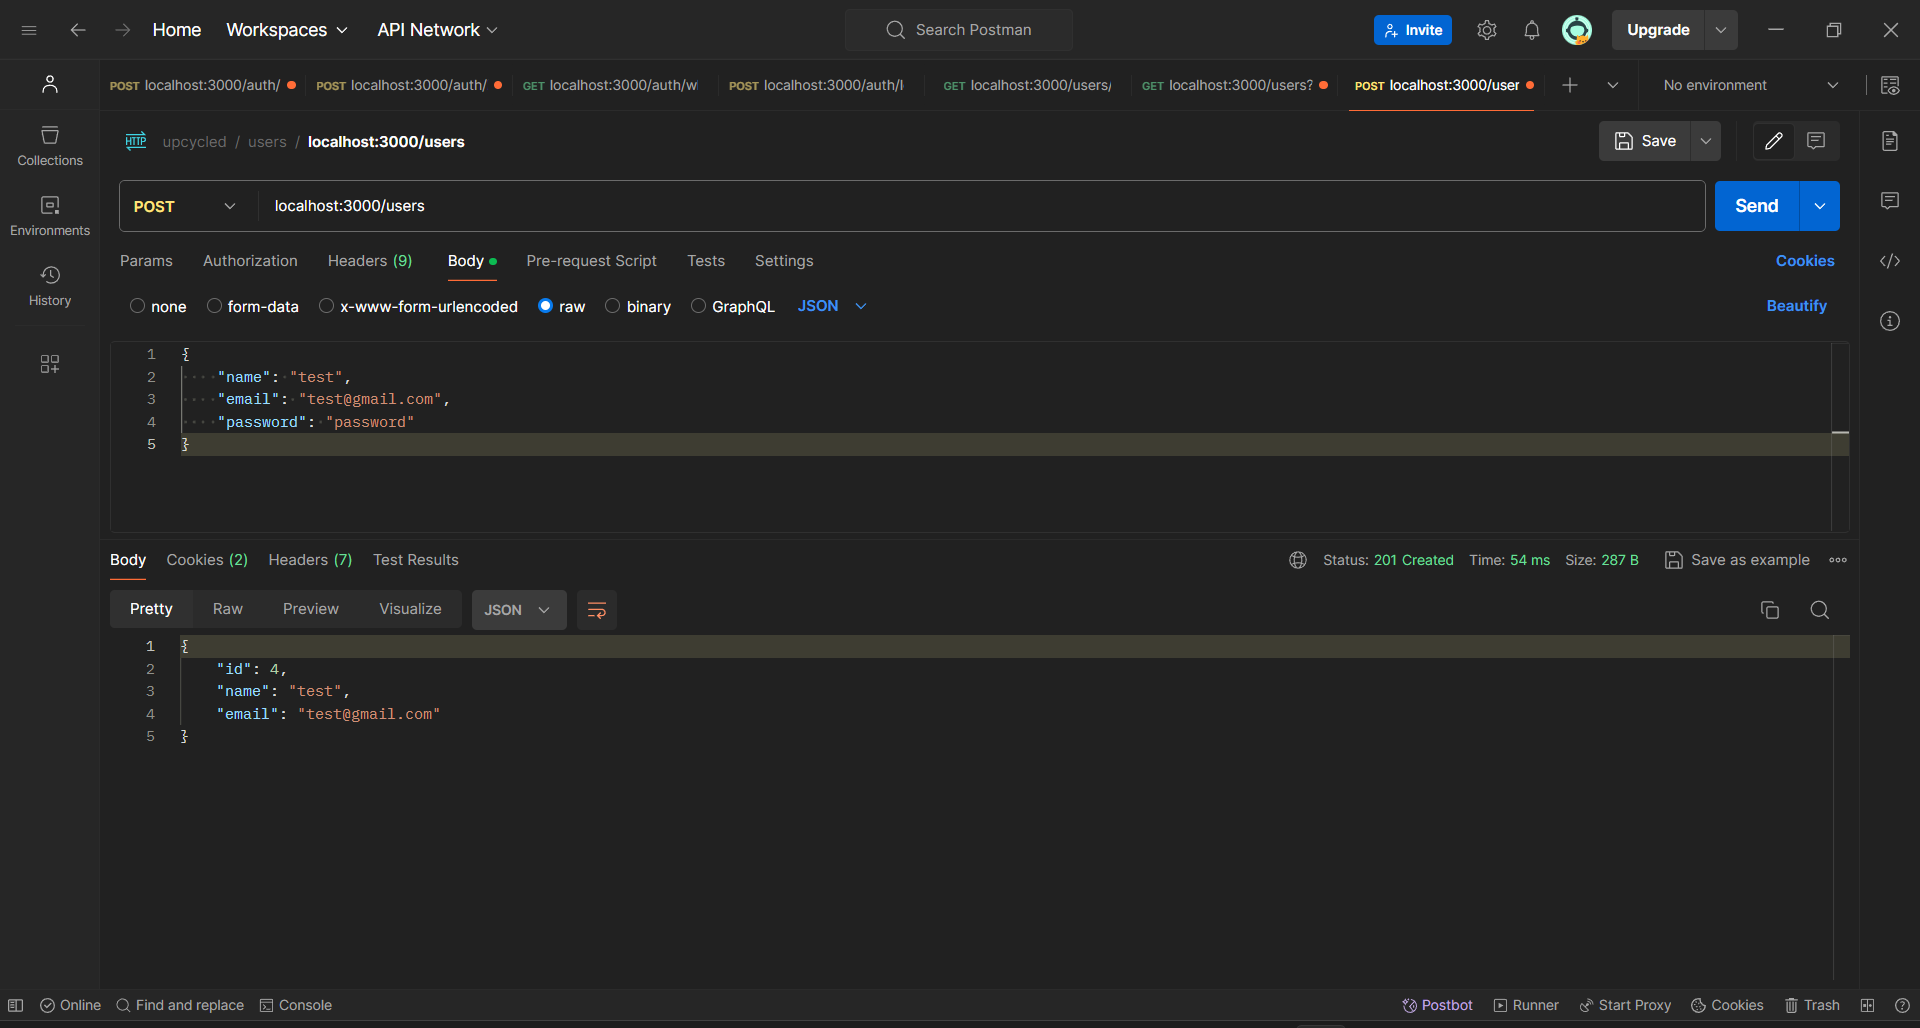 Home
Workspaces
API Network
Search Postman
Invite
Upgrade
POST localhost:3000/auth/
POST localhost:3000/auth/
GET localhost:3000/auth/w
POST localhost:3000/auth/l
GET localhost:3000/users/
GET localhost:3000/users?
POST localhost:3000/user
No environment
Collections
Environments
History
HTTP
upcycled / users / localhost:3000/users
Save
POST
localhost:3000/users
Send
Params
Authorization
Headers (9)
Body
Pre-request Script
Tests
Settings
Cookies
none
form-data
x-www-form-urlencoded
raw
binary
GraphQL
JSON
Beautify
1 {
2 "name": "test",
3 "email": "test@gmail.com",
4 "password": "password"
5 }
Body
Cookies (2)
Headers (7)
Test Results
Status: 201 Created
Time: 54 ms
Size: 287 B
Save as example
Pretty
Raw
Preview
Visualize
JSON
1 {
2 "id": 4,
3 "name": "test",
4 "email": "test@gmail.com"
5 }
Online
Find and replace
Console
Postbot
Runner
Start Proxy
Cookies
Trash